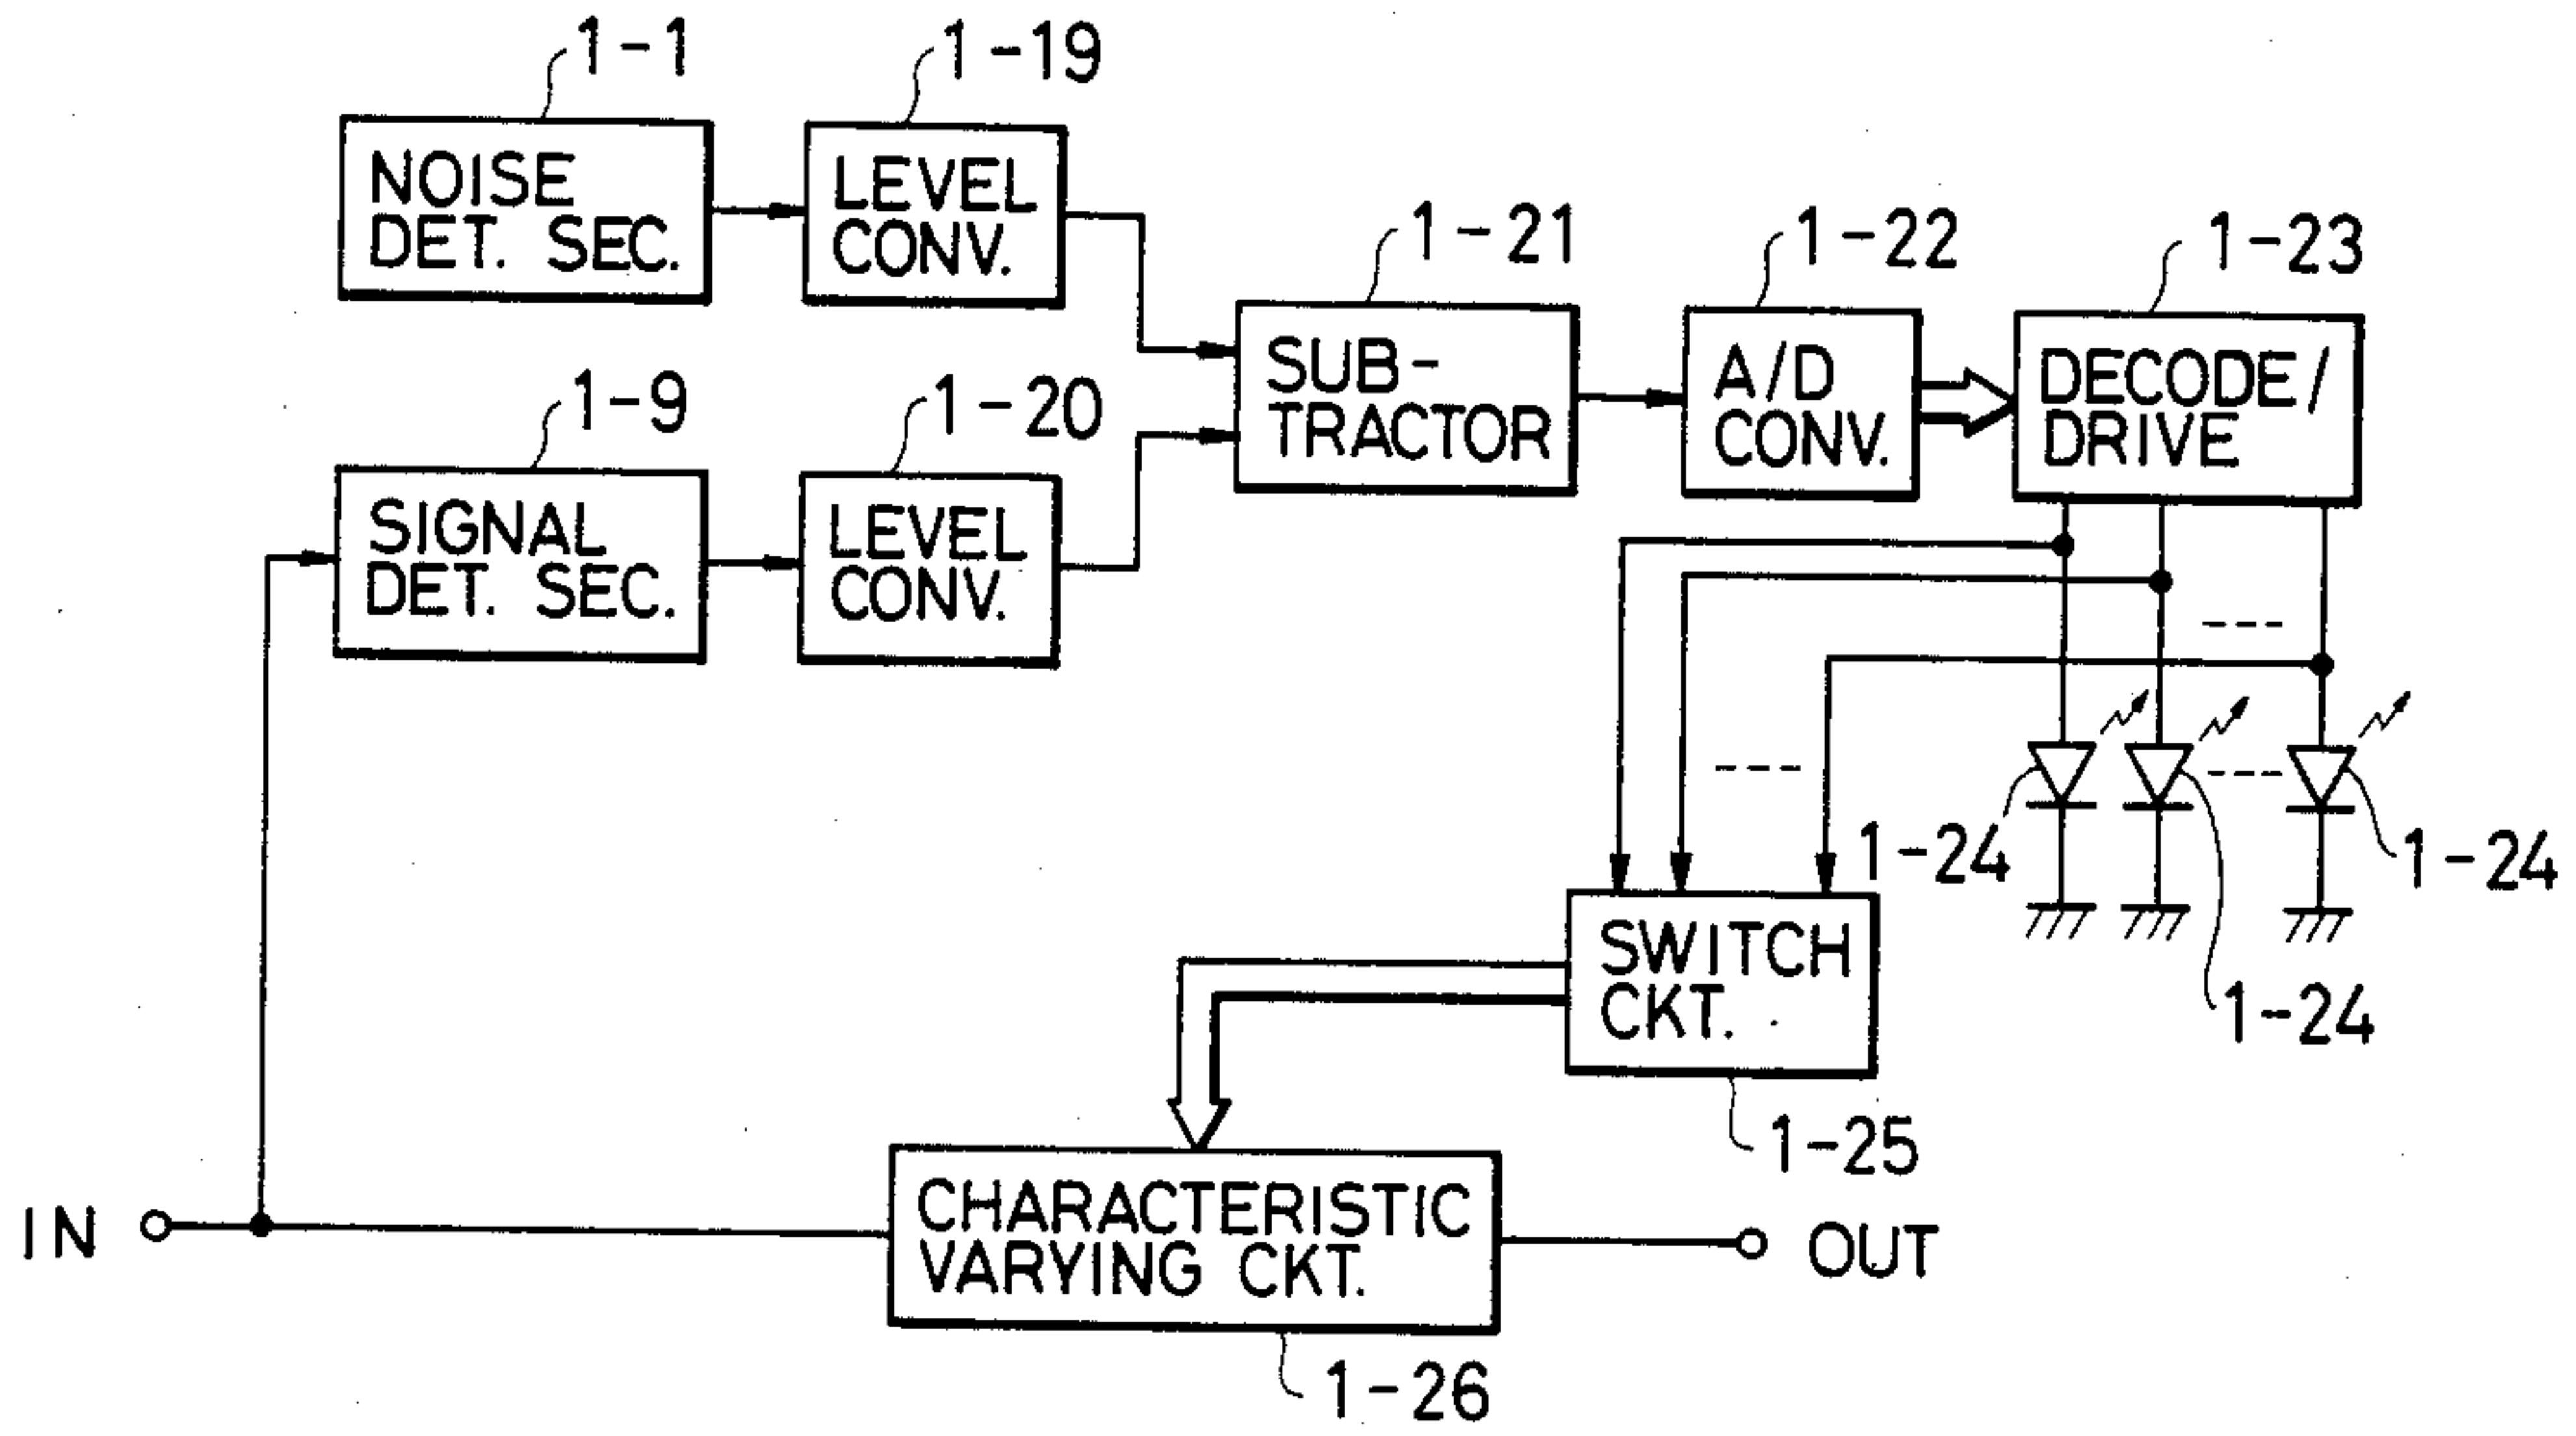 1-1
1-19
NOISE
DET. SEC.
LEVEL
CONV.
1-21
1-22
1-23
SUB-
TRACTOR
A/D
CONV.
DECODE/
DRIVE
1-9
1-20
SIGNAL
DET. SEC.
LEVEL
CONV.
1-24
1-24
1-24
SWITCH
CKT.
1-25
IN
CHARACTERISTIC
VARYING CKT.
OUT
1-26